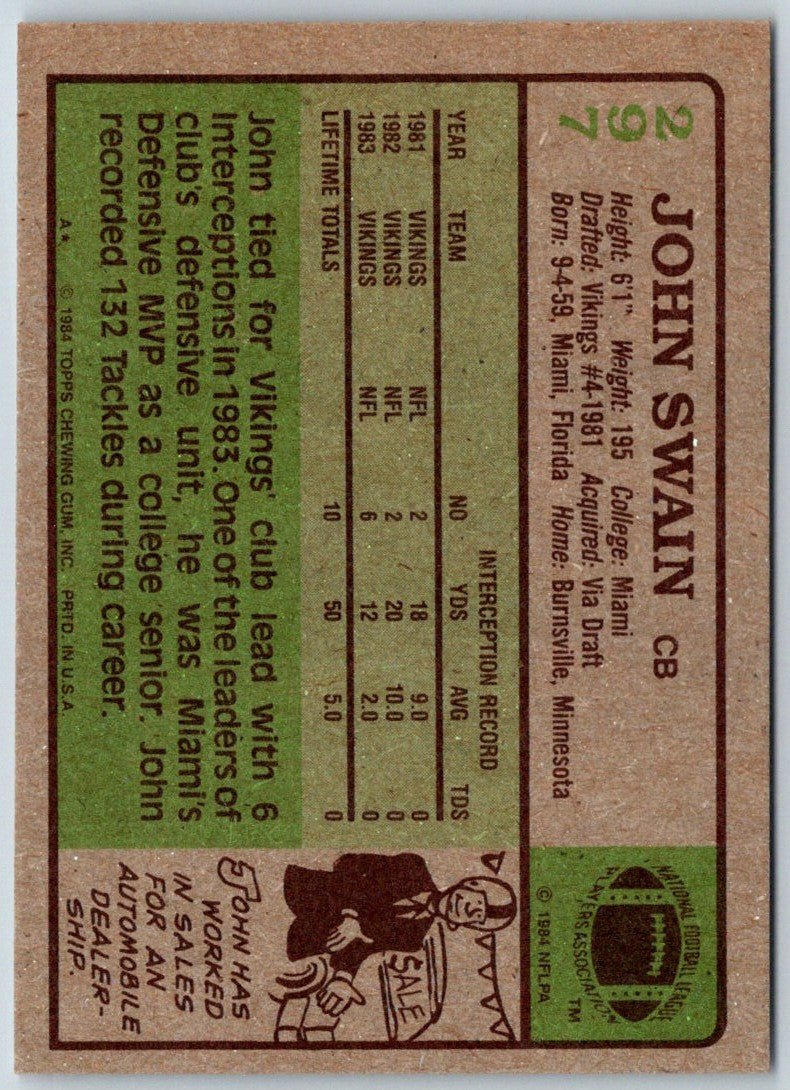 297
JOHN SWAIN CB
Height: 6'1" Weight: 195 College: Miami
Drafted: Vikings #4-1981 Acquired: Via Draft
Born: 9-4-59, Miami, Florida Home: Burnsville, Minnesota
NATIONAL FOOTBALL LEAGUE
PLAYERS ASSOCIATION
TM
© 1984 NFLPA
INTERCEPTION RECORD
YEAR TEAM NO YDS AVG TDS
1981 VIKINGS NFL 2 18 9.0 0
1982 VIKINGS NFL 2 20 10.0 0
1983 VIKINGS NFL 6 12 2.0 0
LIFETIME TOTALS 10 50 5.0 0
John tied for Vikings' club lead with 6
Interceptions in 1983. One of the leaders of
club's defensive unit, he was Miami's
Defensive MVP as a college senior. John
recorded 132 Tackles during career.
A* © 1984 TOPPS CHEWING GUM, INC. PRTD. IN U.S.A.
SALE
JOHN HAS
WORKED
IN SALES
FOR AN
AUTOMOBILE
DEALER-
SHIP.